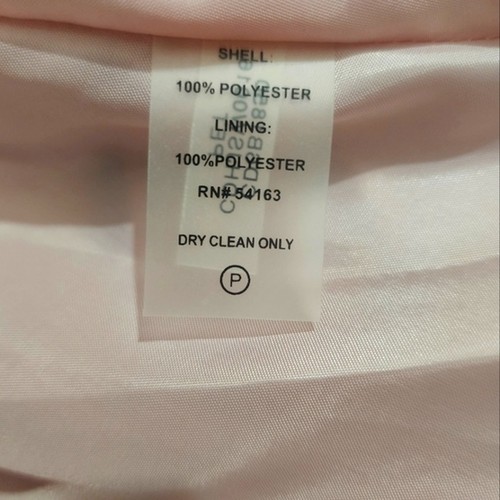 SHELL:
100% POLYESTER
LINING:
100%POLYESTER
RN# 54163
DRY CLEAN ONLY
P